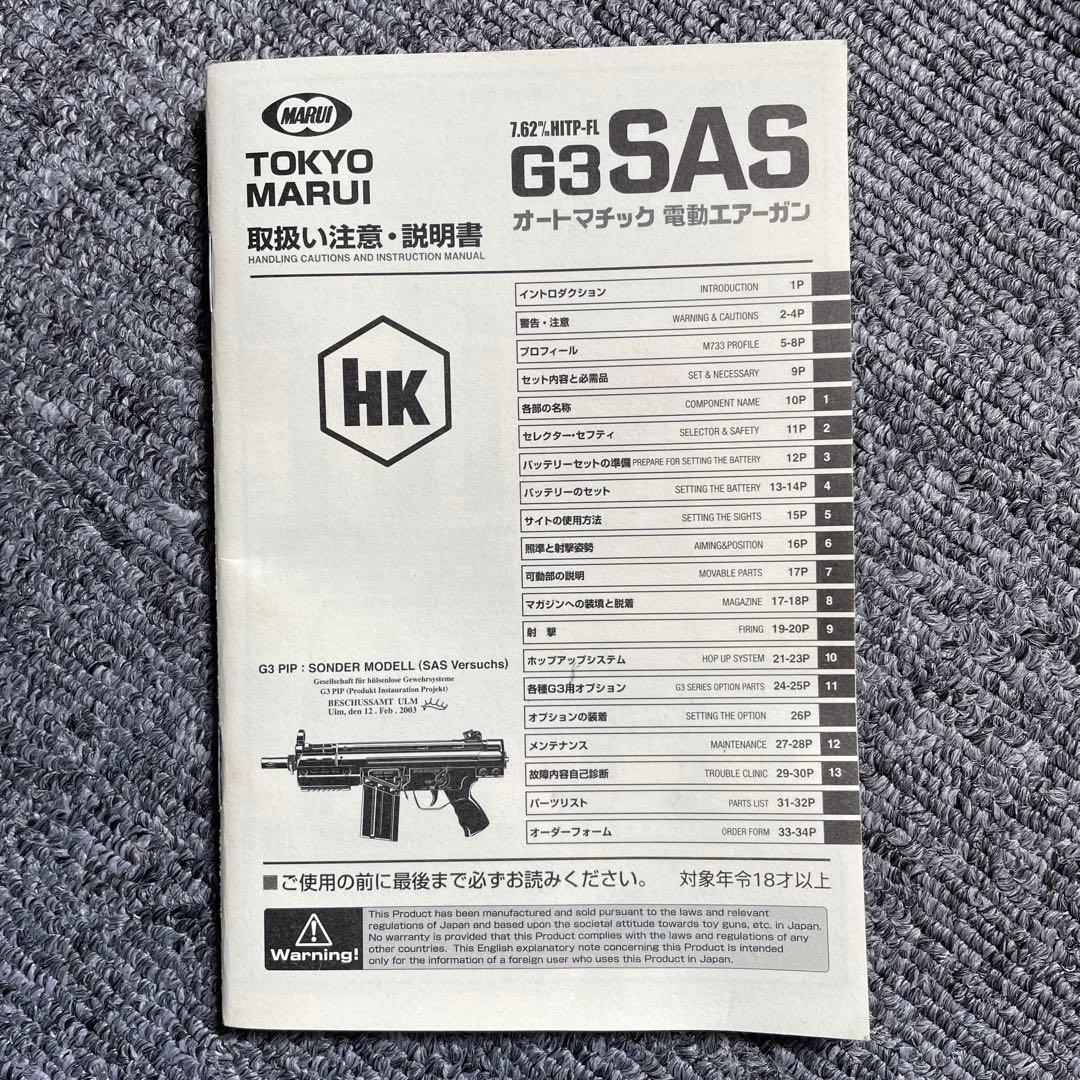 MARUI
TOKYO
MARUI
取扱い注意・説明書
HANDLING CAUTIONS AND INSTRUCTION MANUAL
7.62m/m HITP-FL
G3 SAS
オートマチック 電動エアーガン
HK
イントロダクション INTRODUCTION 1P
警告・注意 WARNING & CAUTIONS 2-4P
プロフィール M733 PROFILE 5-8P
セット内容と必需品 SET & NECESSARY 9P
各部の名称 COMPONENT NAME 10P 1
セレクター・セフティ SELECTOR & SAFETY 11P 2
バッテリーセットの準備 PREPARE FOR SETTING THE BATTERY 12P 3
バッテリーのセット SETTING THE BATTERY 13-14P 4
サイトの使用方法 SETTING THE SIGHTS 15P 5
照準と射撃姿勢 AIMING&POSITION 16P 6
可動部の説明 MOVABLE PARTS 17P 7
マガジンへの装填と脱着 MAGAZINE 17-18P 8
射 撃 FIRING 19-20P 9
ホップアップシステム HOP UP SYSTEM 21-23P 10
各種G3用オプション G3 SERIES OPTION PARTS 24-25P 11
オプションの装着 SETTING THE OPTION 26P
メンテナンス MAINTENANCE 27-28P 12
故障内容自己診断 TROUBLE CLINIC 29-30P 13
パーツリスト PARTS LIST 31-32P
オーダーフォーム ORDER FORM 33-34P
G3 PIP : SONDER MODELL (SAS Versuchs)
Gesellschaft für hülsenlose Gewehrsysteme
G3 PIP (Produkt Instauration Projekt)
BESCHUSSAMT ULM
Ulm, den 12 . Feb . 2003
■ご使用の前に最後まで必ずお読みください。 対象年令18才以上
Warning!
This Product has been manufactured and sold pursuant to the laws and relevant
regulations of Japan and based upon the societal attitude towards toy guns, etc. in Japan.
No warranty is provided that this Product complies with the laws and regulations of any
other countries. This English explanatory note concerning this Product is intended
only for the information of a foreign user who uses this Product in Japan.